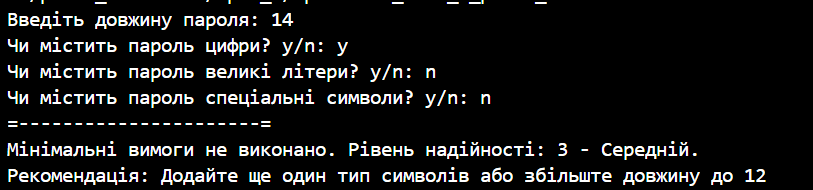 Введіть довжину пароля: 14
Чи містить пароль цифри? y/n: y
Чи містить пароль великі літери? y/n: n
Чи містить пароль спеціальні символи? y/n: n
=----------------------=
Мінімальні вимоги не виконано. Рівень надійності: 3 - Середній.
Рекомендація: Додайте ще один тип символів або збільште довжину до 12